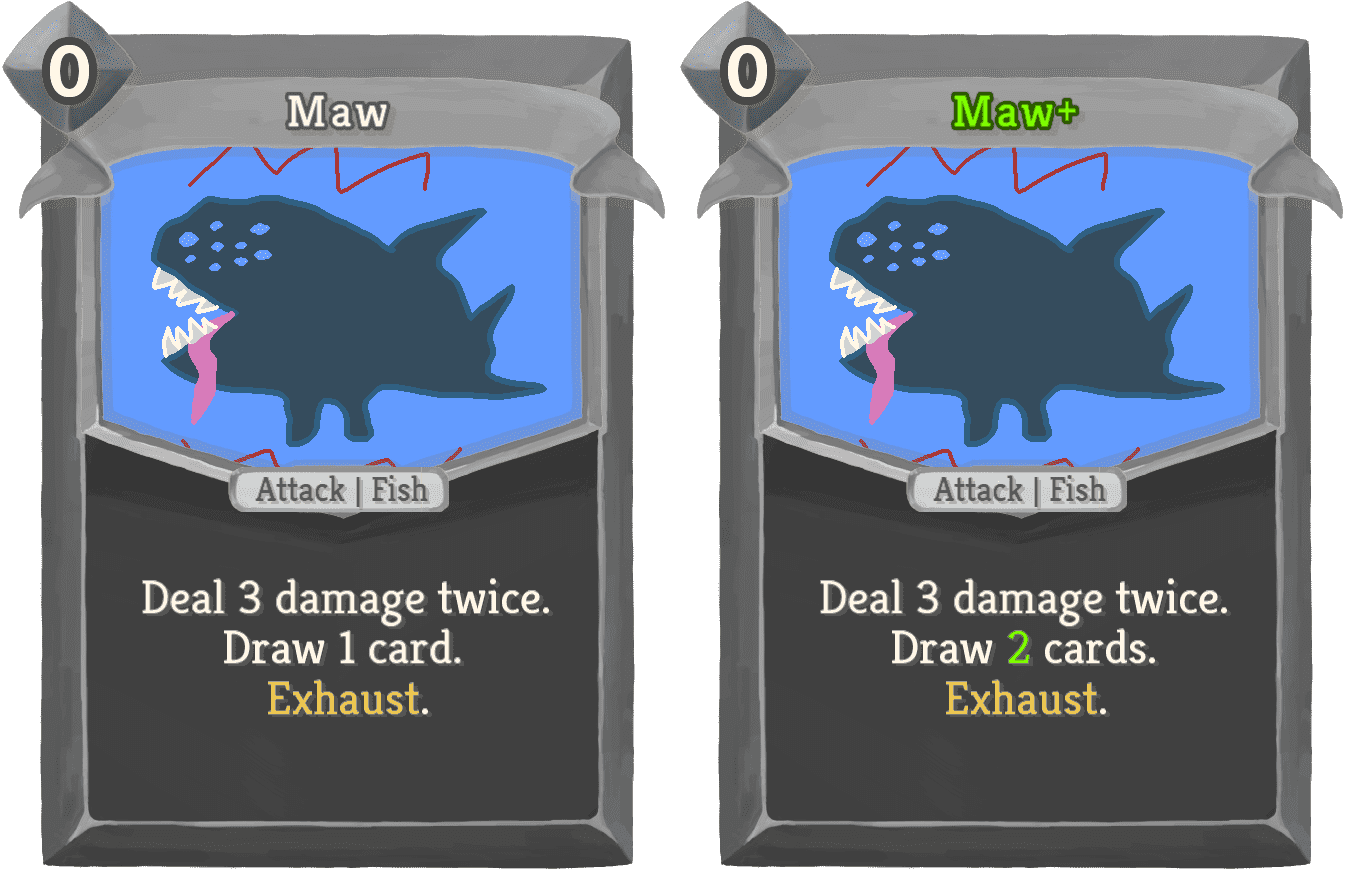 0
Maw
Attack | Fish
Deal 3 damage twice.
Draw 1 card.
Exhaust.
0
Maw+
Attack | Fish
Deal 3 damage twice.
Draw 2 cards.
Exhaust.